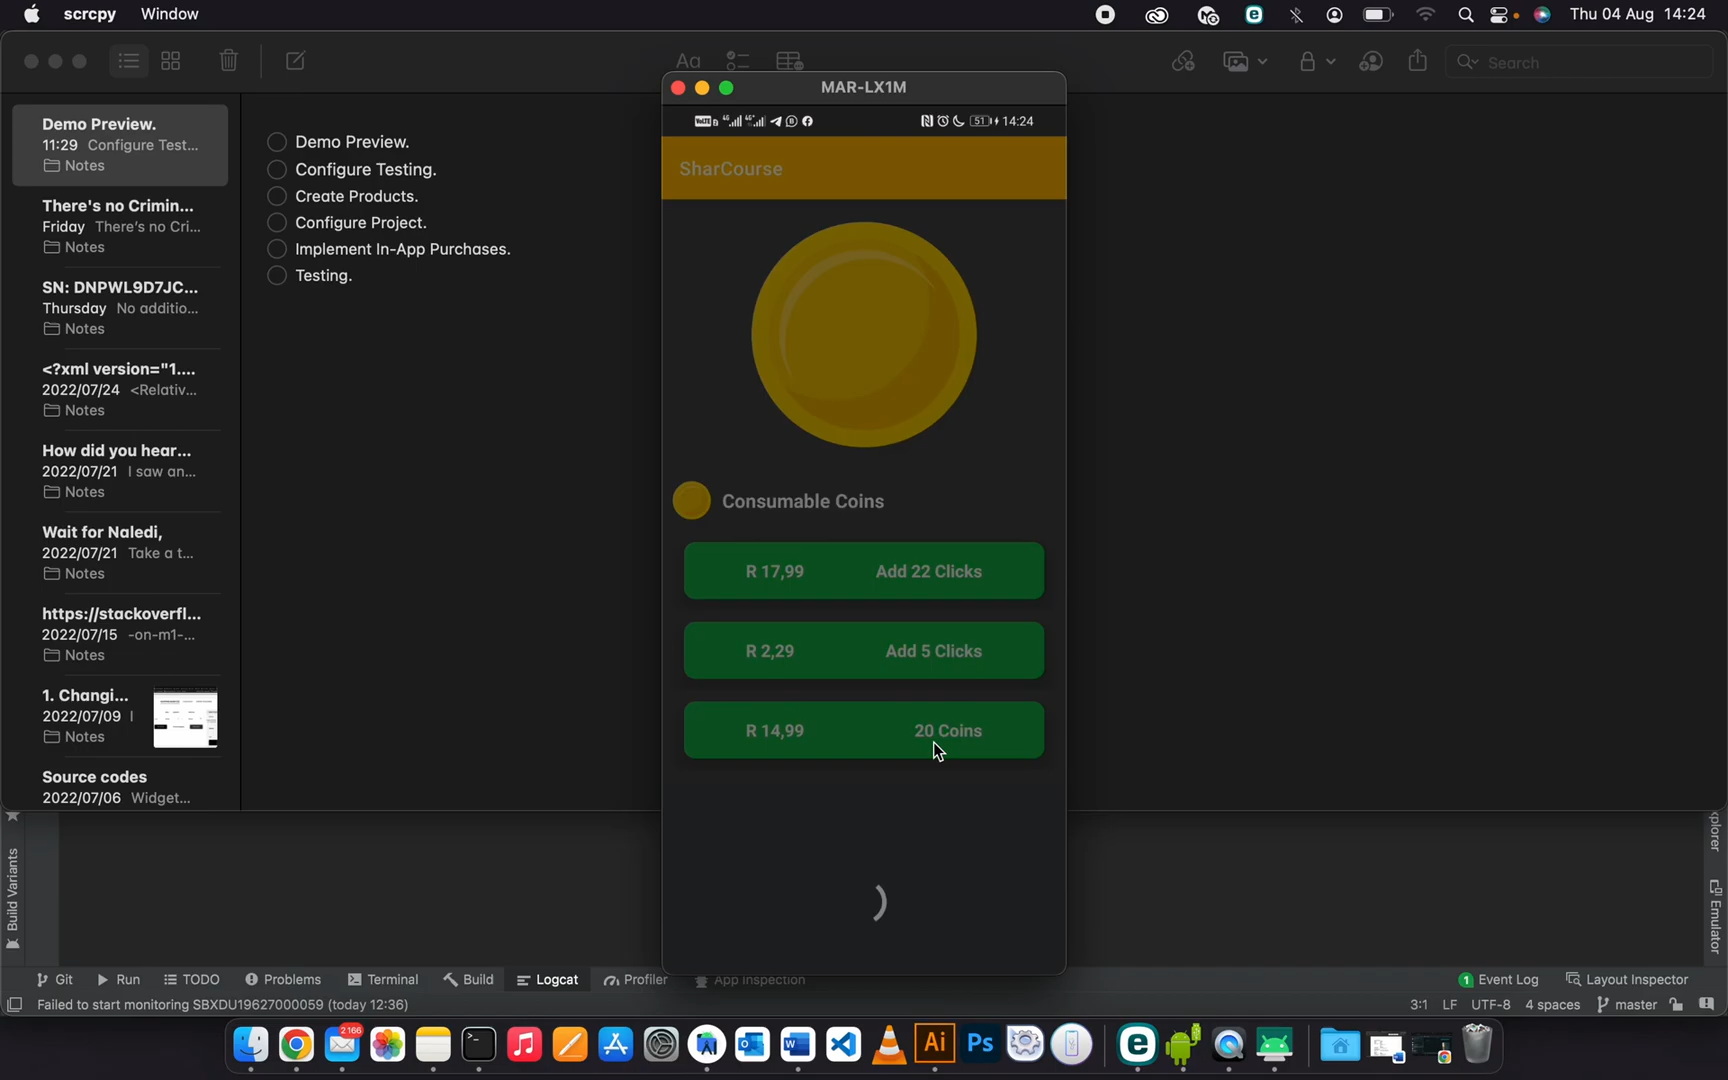 scrcpy Window
Thu 04 Aug 14:24
Aa
Search
MAR-LX1M
14:24
SharCourse
Consumable Coins
R 17,99 Add 22 Clicks
R 2,29 Add 5 Clicks
R 14,99 20 Coins
Demo Preview.
11:29 Configure Test...
Notes
There's no Crimin...
Friday There's no Cri...
Notes
SN: DNPWL9D7JC...
Thursday No additio...
Notes
<?xml version="1....
2022/07/24 <Relativ...
Notes
How did you hear...
2022/07/21 I saw an...
Notes
Wait for Naledi,
2022/07/21 Take a t...
Notes
https://stackoverfl...
2022/07/15 -on-m1-...
Notes
1. Changi...
2022/07/09 I
Notes
Source codes
2022/07/06 Widget...
Demo Preview.
Configure Testing.
Create Products.
Configure Project.
Implement In-App Purchases.
Testing.
Build Variants
xplorer
Emulator
Git Run TODO Problems Terminal Build Logcat Profiler App Inspection
Event Log Layout Inspector
Failed to start monitoring SBXDU19627000059 (today 12:36)
3:1 LF UTF-8 4 spaces master
2166
Ai
Ps